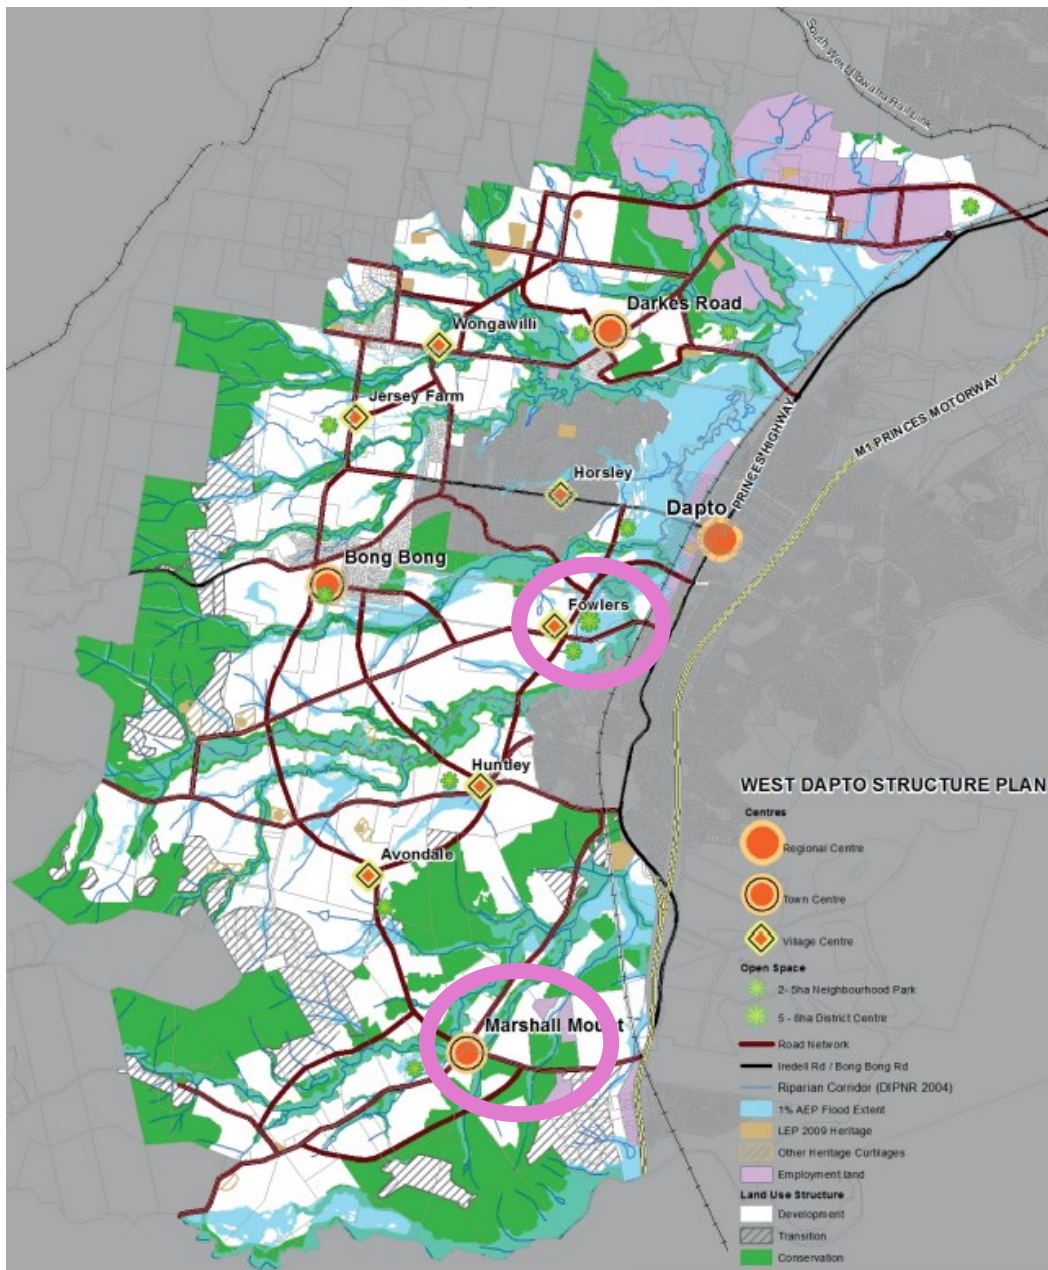 South West Illawarra Rail Link
Darkes Road
Wongawilli
Jersey Farm
PRINCES HIGHWAY
M1 PRINCES MOTORWAY
Horsley
Dapto
Bong Bong
Fowlers
Huntley
Avondale
Marshall Mount
WEST DAPTO STRUCTURE PLAN
Centres
Regional Centre
Town Centre
Village Centre
Open Space
2- 5ha Neighbourhood Park
5 - 8ha District Centre
Road Network
Iredell Rd / Bong Bong Rd
Riparian Corridor (DIPNR 2004)
1% AEP Flood Extent
LEP 2009 Heritage
Other Heritage Curtilages
Employment land
Land Use Structure
Development
Transition
Conservation